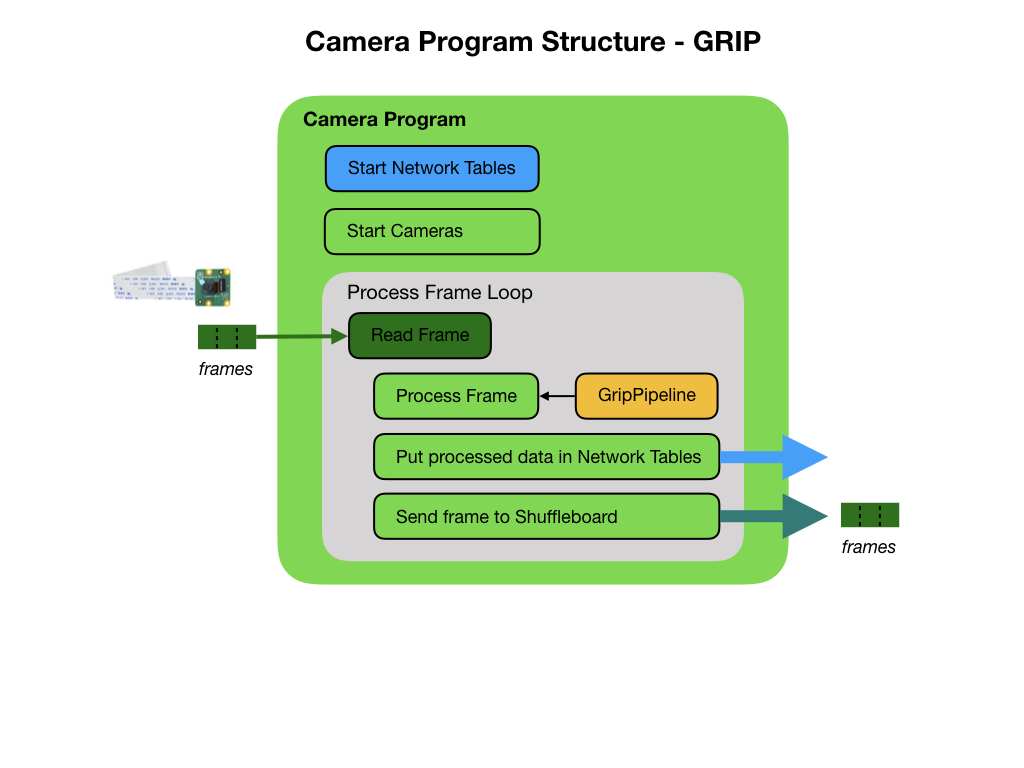 Camera Program Structure - GRIP
Camera Program
Start Network Tables
Start Cameras
Process Frame Loop
Read Frame
frames
Process Frame
GripPipeline
Put processed data in Network Tables
Send frame to Shuffleboard
frames